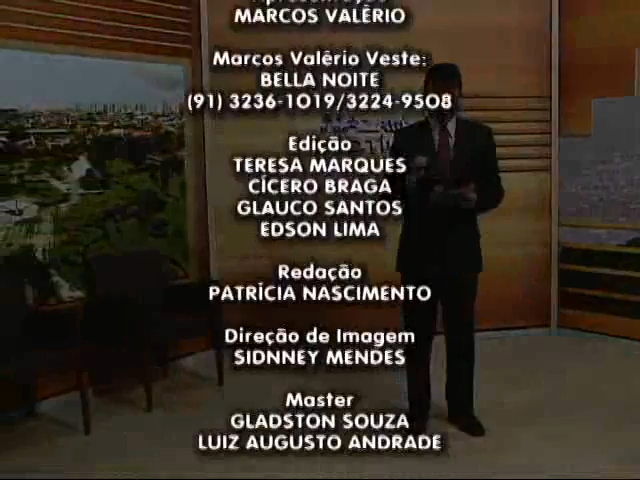 Apresentação
MARCOS VALÉRIO
Marcos Valério Veste:
BELLA NOITE
(91) 3236-1019/3224-9508
Edição
TERESA MARQUES
CÍCERO BRAGA
GLAUCO SANTOS
EDSON LIMA
Redação
PATRÍCIA NASCIMENTO
Direção de Imagem
SIDNNEY MENDES
Master
GLADSTON SOUZA
LUIZ AUGUSTO ANDRADE